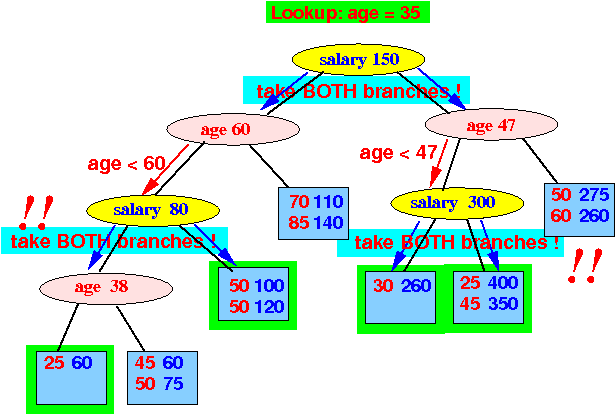 Lookup: age = 35
salary 150
take BOTH branches !
age 60
age 47
age < 60
age < 47
70 110
85 140
50 275
60 260
!!
salary 80
salary 300
take BOTH branches !
take BOTH branches !
!!
age 38
50 100
50 120
30 260
25 400
45 350
25 60
45 60
50 75